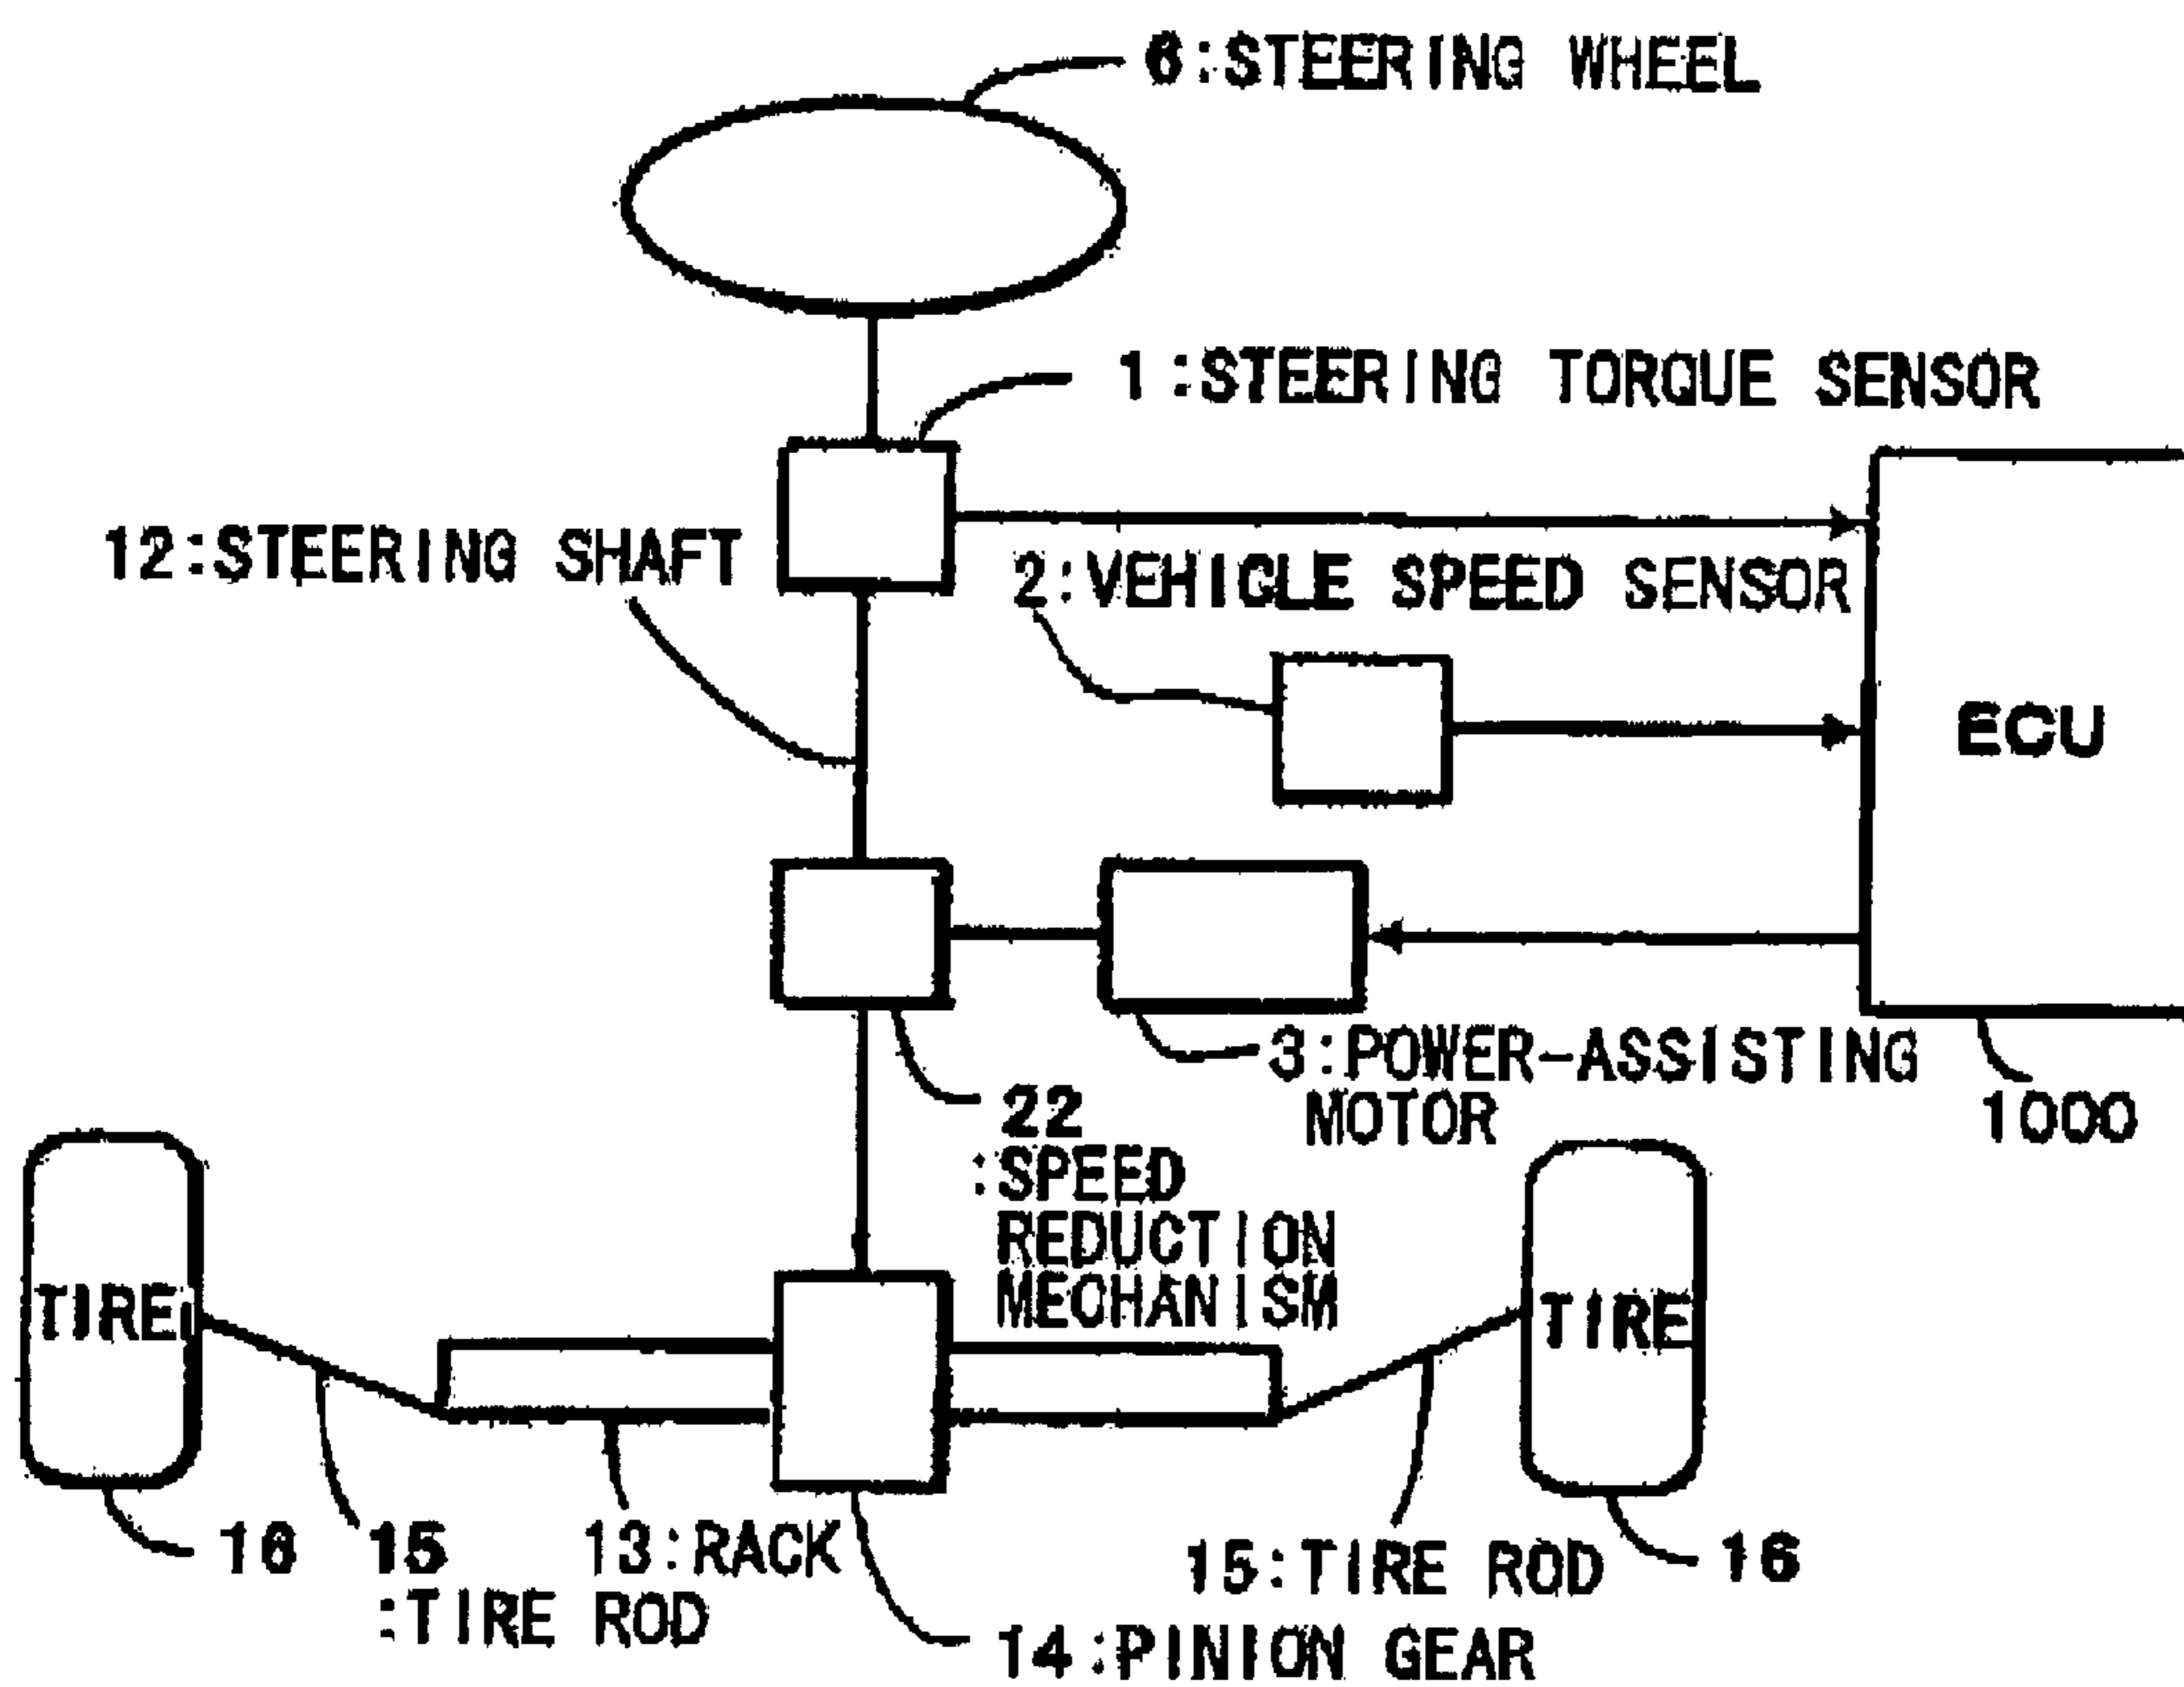 6:STEERING WHEEL
1:STEERING TORQUE SENSOR
12:STEERING SHAFT
2:VEHICLE SPEED SENSOR
ECU
3:POWER-ASSISTING
MOTOR
1000
22
:SPEED
REDUCTION
MECHANISM
TIRE
TIRE
16
15
:TIRE ROD
13:RACK
15:TIRE ROD
16
14:PINION GEAR